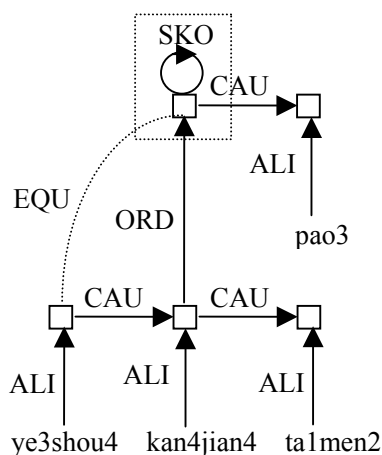 SKO
CAU
ALI
EQU
ORD
pao3
CAU CAU
ALI ALI ALI
ye3shou4 kan4jian4 ta1men2